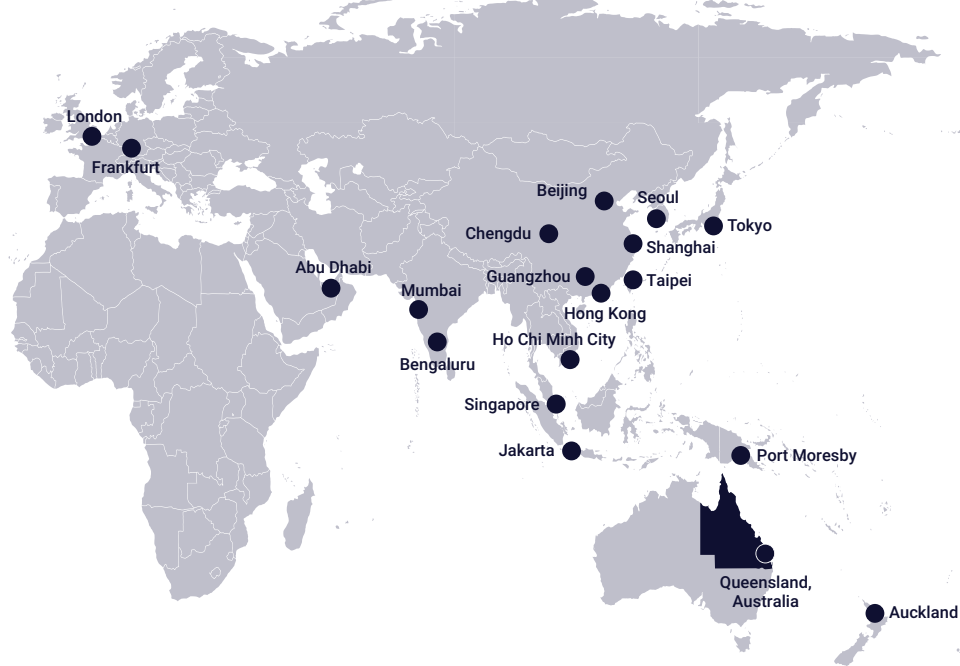 London
Frankfurt
Beijing
Seoul
Tokyo
Chengdu
Shanghai
Abu Dhabi
Guangzhou
Taipei
Mumbai
Hong Kong
Ho Chi Minh City
Bengaluru
Singapore
Jakarta
Port Moresby
Queensland,
Australia
Auckland